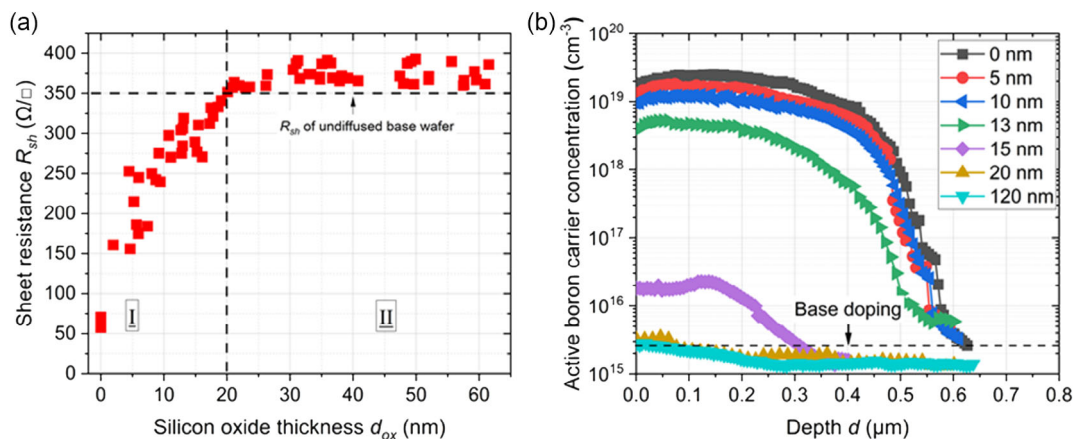 (a)
Sheet resistance Rsh (Ω/□)
400
350
300
250
200
150
100
50
0
Rsh of undiffused base wafer
I
II
0 10 20 30 40 50 60
Silicon oxide thickness dox (nm)
(b)
Active boron carrier concentration (cm⁻³)
10²⁰
10¹⁹
10¹⁸
10¹⁷
10¹⁶
10¹⁵
0 nm
5 nm
10 nm
13 nm
15 nm
20 nm
120 nm
Base doping
0.0 0.1 0.2 0.3 0.4 0.5 0.6 0.7 0.8
Depth d (µm)